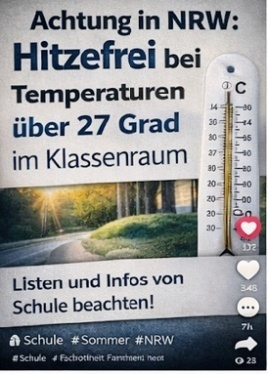 Achtung in NRW:
Hitzefrei bei
Temperaturen
über 27 Grad
im Klassenraum
C
Listen und Infos von
Schule beachten!
Schule #Sommer #NRW
#Schule
7h